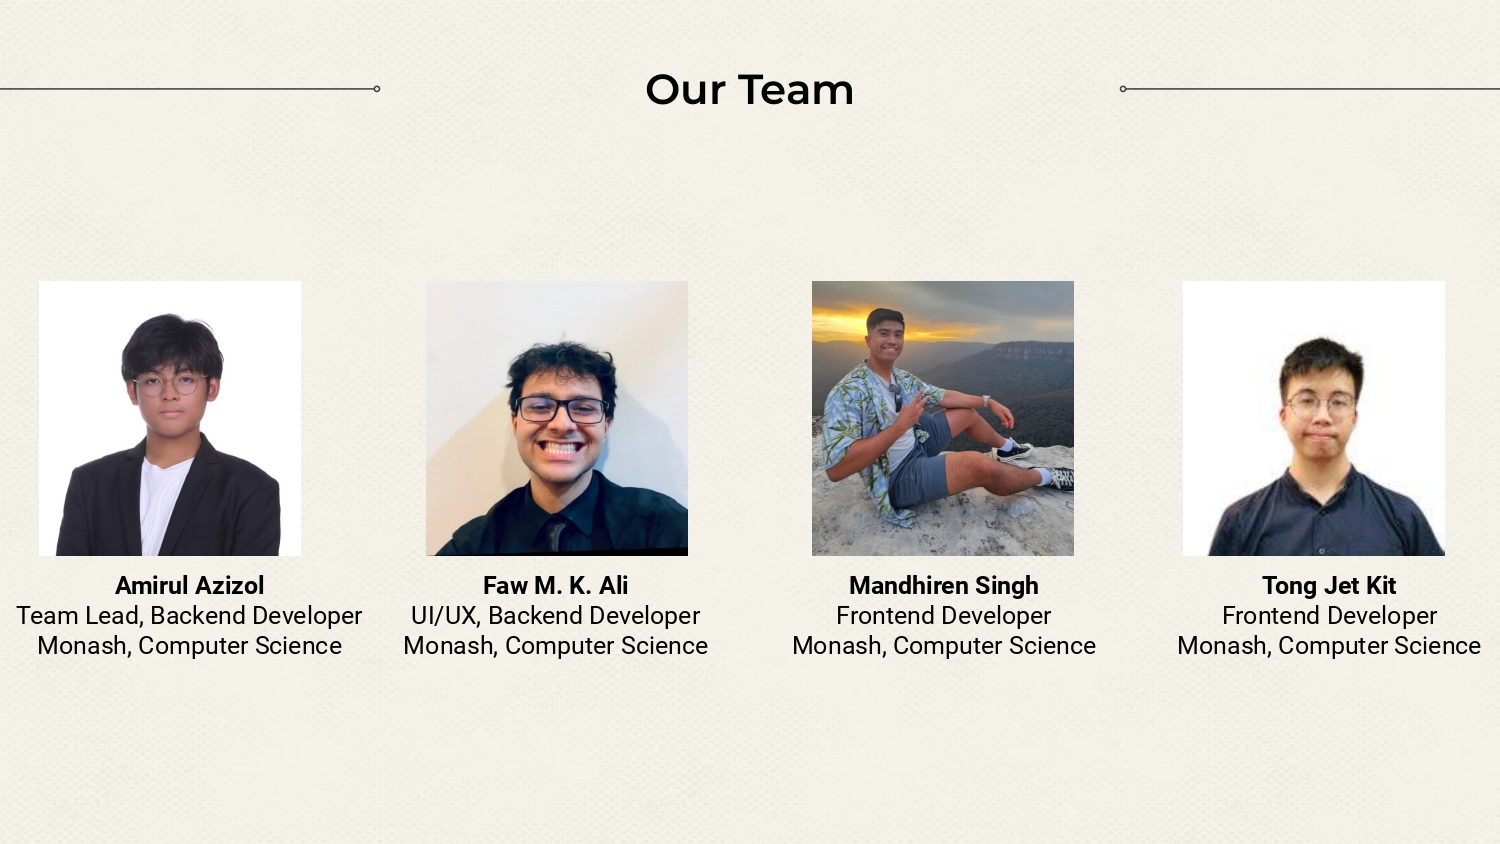 Our Team
Amirul Azizol
Team Lead, Backend Developer
Monash, Computer Science
Faw M. K. Ali
UI/UX, Backend Developer
Monash, Computer Science
Mandhiren Singh
Frontend Developer
Monash, Computer Science
Tong Jet Kit
Frontend Developer
Monash, Computer Science